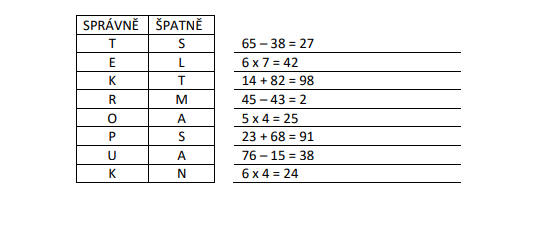 SPRÁVNĚ ŠPATNĚ
T S 65 – 38 = 27
E L 6 x 7 = 42
K T 14 + 82 = 98
R M 45 – 43 = 2
O A 5 x 4 = 25
P S 23 + 68 = 91
U A 76 – 15 = 38
K N 6 x 4 = 24